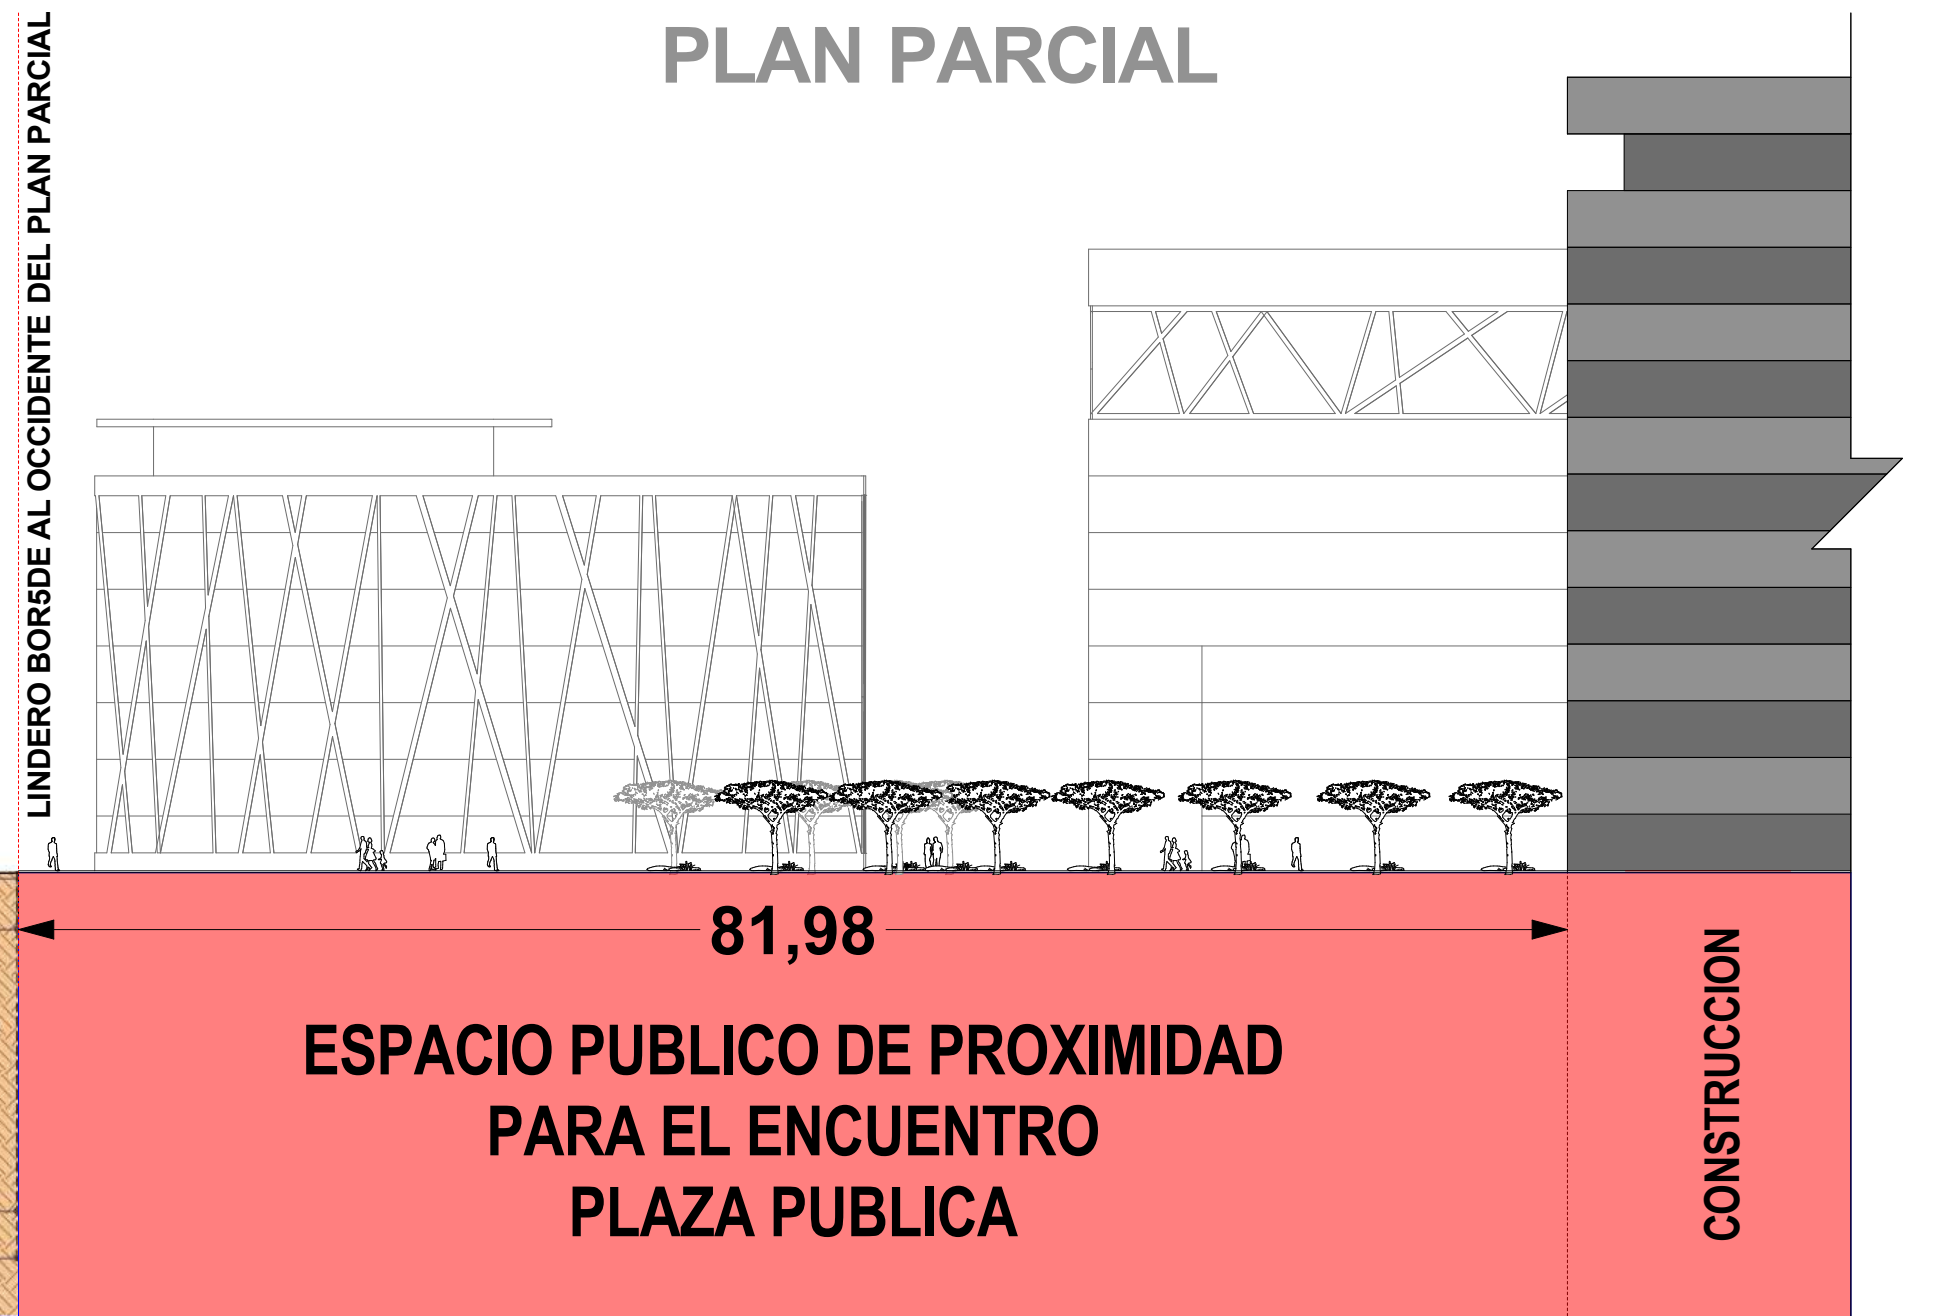 PLAN PARCIAL
LINDERO BOR5DE AL OCCIDENTE DEL PLAN PARCIAL
81,98
ESPACIO PUBLICO DE PROXIMIDAD
PARA EL ENCUENTRO
PLAZA PUBLICA
CONSTRUCCION